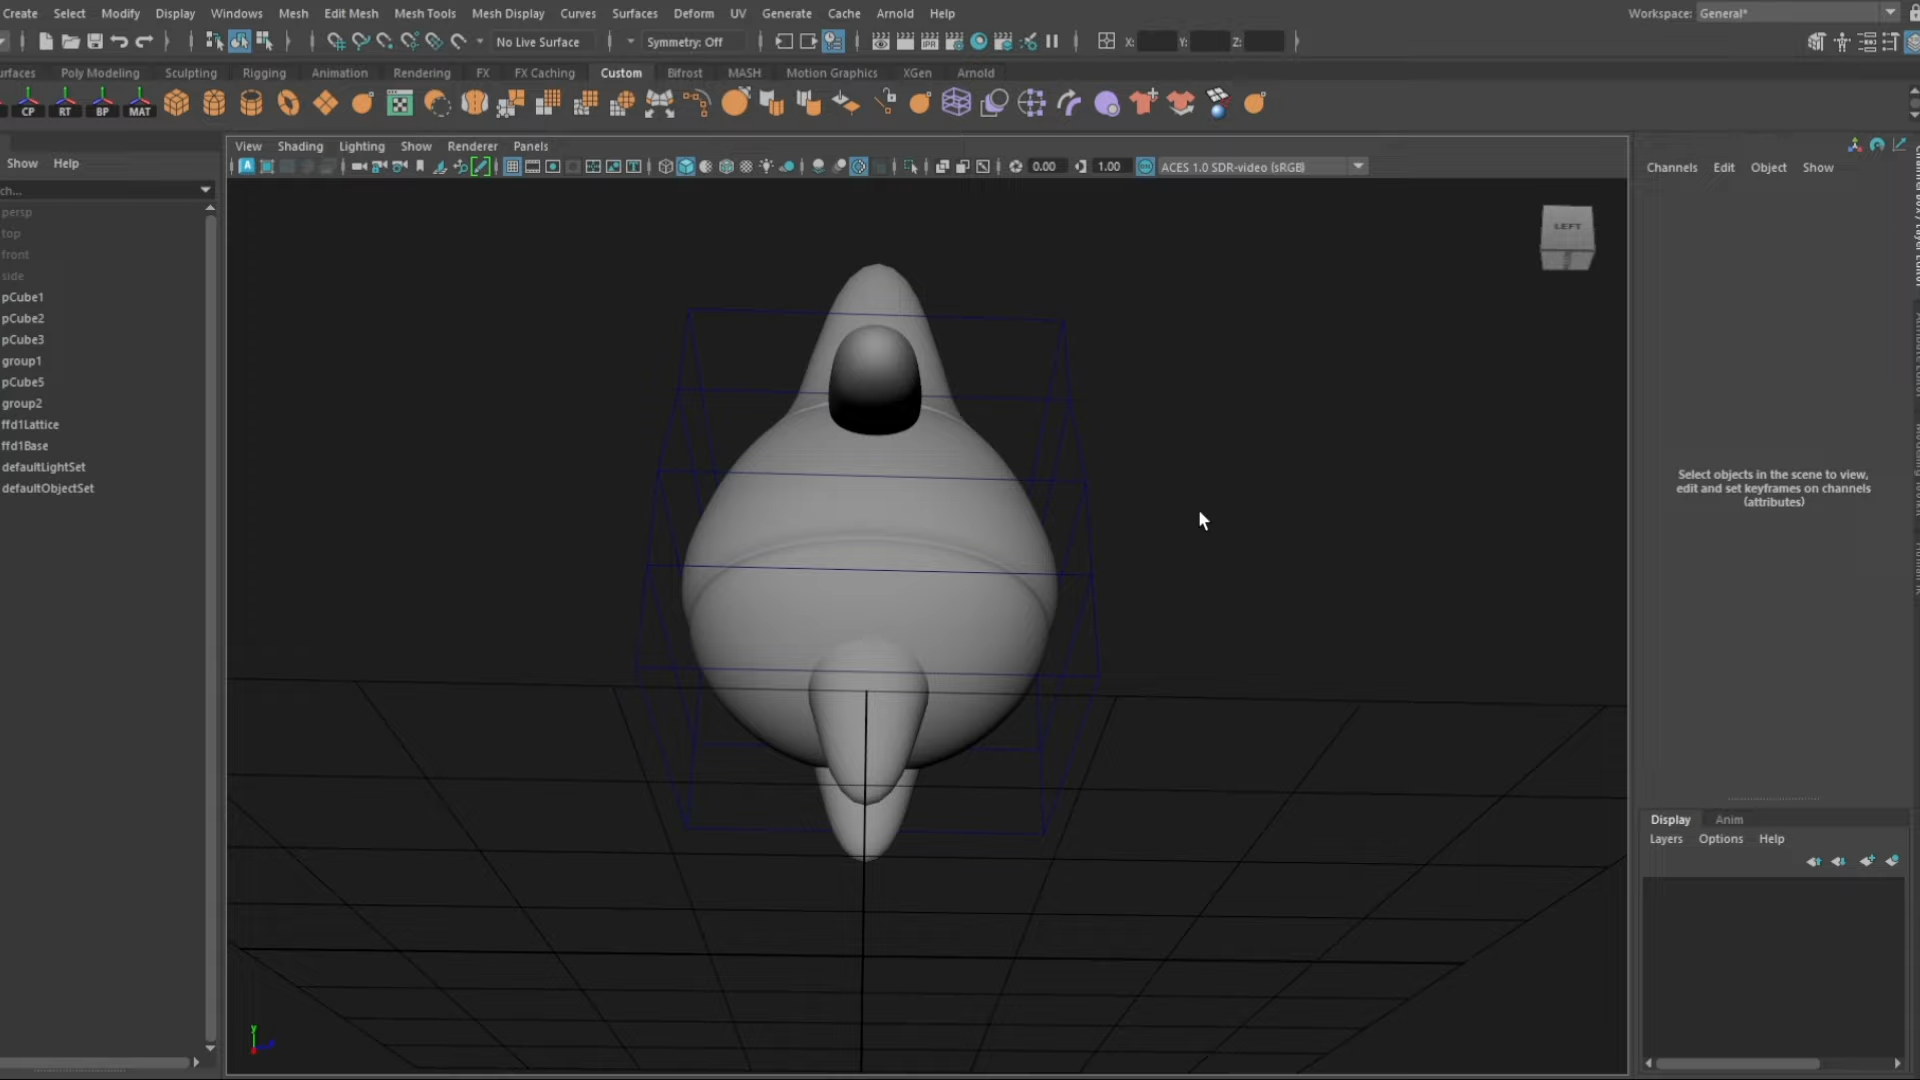 Create Select Modify Display Windows Mesh Edit Mesh Mesh Tools Mesh Display Curves Surfaces Deform UV Generate Cache Arnold Help Workspace: General*
No Live Surface Symmetry: Off X: Y: Z:
urfaces Poly Modeling Sculpting Rigging Animation Rendering FX FX Caching Custom Bifrost MASH Motion Graphics XGen Arnold
CP RT BP MAT
Show Help
View Shading Lighting Show Renderer Panels
0.00 1.00 ACES 1.0 SDR-video (sRGB)
Channels Edit Object Show
ch...
persp
top
front
side
pCube1
pCube2
pCube3
group1
pCube5
group2
ffd1Lattice
ffd1Base
defaultLightSet
defaultObjectSet
LEFT
Select objects in the scene to view,
edit and set keyframes on channels
(attributes)
Display Anim
Layers Options Help
y